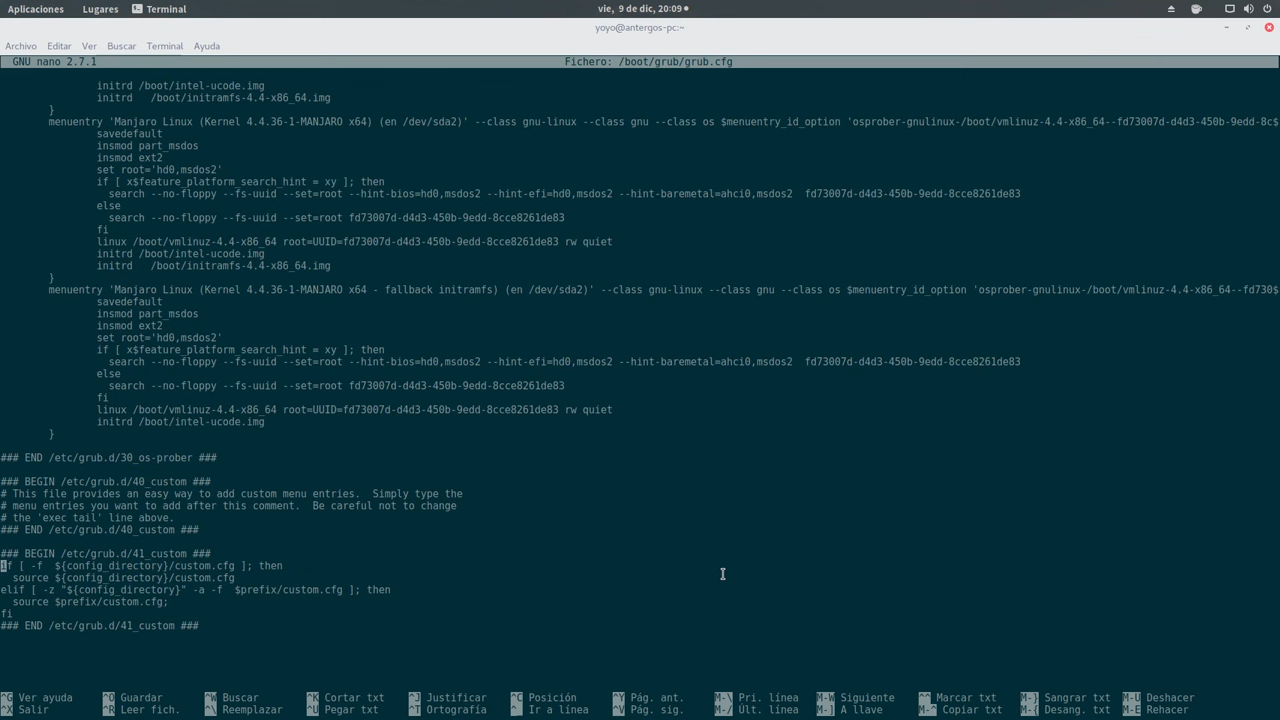 Aplicaciones Lugares Terminal vie, 9 de dic, 20:09
yoyo@antergos-pc:~
Archivo Editar Ver Buscar Terminal Ayuda
GNU nano 2.7.1 Fichero: /boot/grub/grub.cfg
initrd /boot/intel-ucode.img
initrd   /boot/initramfs-4.4-x86_64.img
}
menuentry 'Manjaro Linux (Kernel 4.4.36-1-MANJARO x64) (en /dev/sda2)' --class gnu-linux --class gnu --class os $menuentry_id_option 'osprober-gnulinux-/boot/vmlinuz-4.4-x86_64--fd73007d-d4d3-450b-9edd-8c$
savedefault
insmod part_msdos
insmod ext2
set root='hd0,msdos2'
if [ x$feature_platform_search_hint = xy ]; then
search --no-floppy --fs-uuid --set=root --hint-bios=hd0,msdos2 --hint-efi=hd0,msdos2 --hint-baremetal=ahci0,msdos2  fd73007d-d4d3-450b-9edd-8cce8261de83
else
search --no-floppy --fs-uuid --set=root fd73007d-d4d3-450b-9edd-8cce8261de83
fi
linux /boot/vmlinuz-4.4-x86_64 root=UUID=fd73007d-d4d3-450b-9edd-8cce8261de83 rw quiet
initrd /boot/intel-ucode.img
initrd   /boot/initramfs-4.4-x86_64.img
}
menuentry 'Manjaro Linux (Kernel 4.4.36-1-MANJARO x64 - fallback initramfs) (en /dev/sda2)' --class gnu-linux --class gnu --class os $menuentry_id_option 'osprober-gnulinux-/boot/vmlinuz-4.4-x86_64--fd730$
savedefault
insmod part_msdos
insmod ext2
set root='hd0,msdos2'
if [ x$feature_platform_search_hint = xy ]; then
search --no-floppy --fs-uuid --set=root --hint-bios=hd0,msdos2 --hint-efi=hd0,msdos2 --hint-baremetal=ahci0,msdos2  fd73007d-d4d3-450b-9edd-8cce8261de83
else
search --no-floppy --fs-uuid --set=root fd73007d-d4d3-450b-9edd-8cce8261de83
fi
linux /boot/vmlinuz-4.4-x86_64 root=UUID=fd73007d-d4d3-450b-9edd-8cce8261de83 rw quiet
initrd /boot/intel-ucode.img
}
### END /etc/grub.d/30_os-prober ###
### BEGIN /etc/grub.d/40_custom ###
# This file provides an easy way to add custom menu entries.  Simply type the
# menu entries you want to add after this comment.  Be careful not to change
# the 'exec tail' line above.
### END /etc/grub.d/40_custom ###
### BEGIN /etc/grub.d/41_custom ###
if [ -f  ${config_directory}/custom.cfg ]; then
source ${config_directory}/custom.cfg
elif [ -z "${config_directory}" -a -f  $prefix/custom.cfg ]; then
source $prefix/custom.cfg;
fi
### END /etc/grub.d/41_custom ###
^G Ver ayuda ^O Guardar ^W Buscar ^K Cortar txt ^J Justificar ^C Posición ^Y Pág. ant. M-\ Pri. línea M-W Siguiente ^^ Marcar txt M-} Sangrar txt M-U Deshacer
^X Salir ^R Leer fich. ^\ Reemplazar ^U Pegar txt ^T Ortografía ^_ Ir a línea ^V Pág. sig. M-/ Últ. línea M-] A llave M-^ Copiar txt M-{ Desang. txt M-E Rehacer